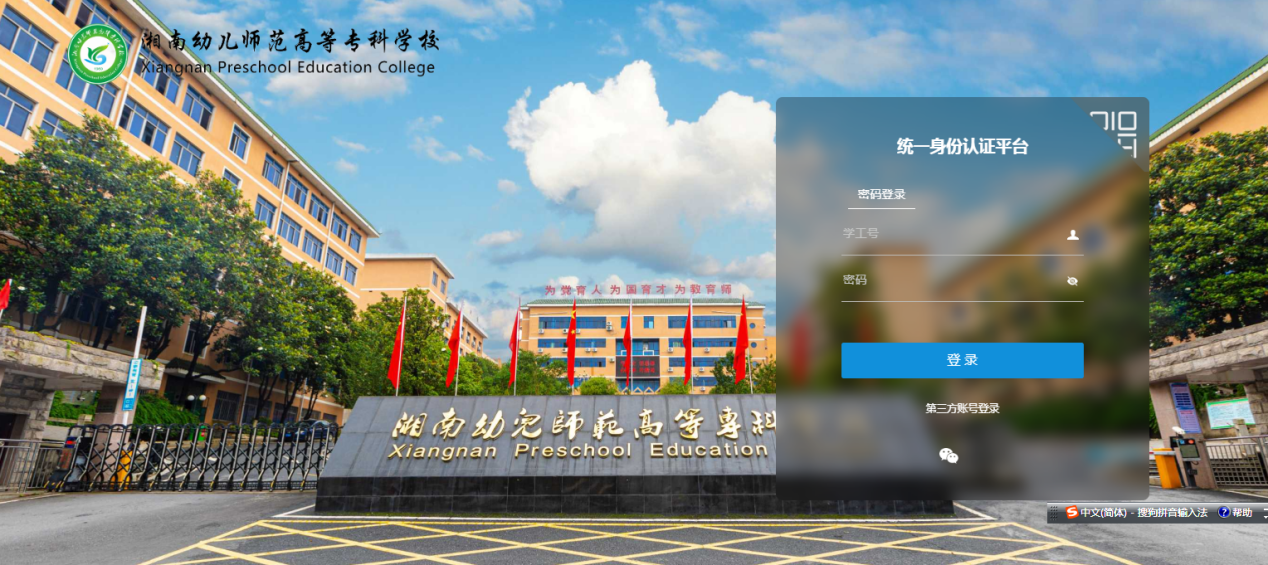 湘南幼儿师范高等专科学校
Xiangnan Preschool Education College
统一身份认证平台
密码登录
学工号
密码
为党育人 为国育才 为教育师
登 录
湘南幼兒師範高等專科
Xiangnan Preschool Education
第三方账号登录
中文(简体) - 搜狗拼音输入法
帮助